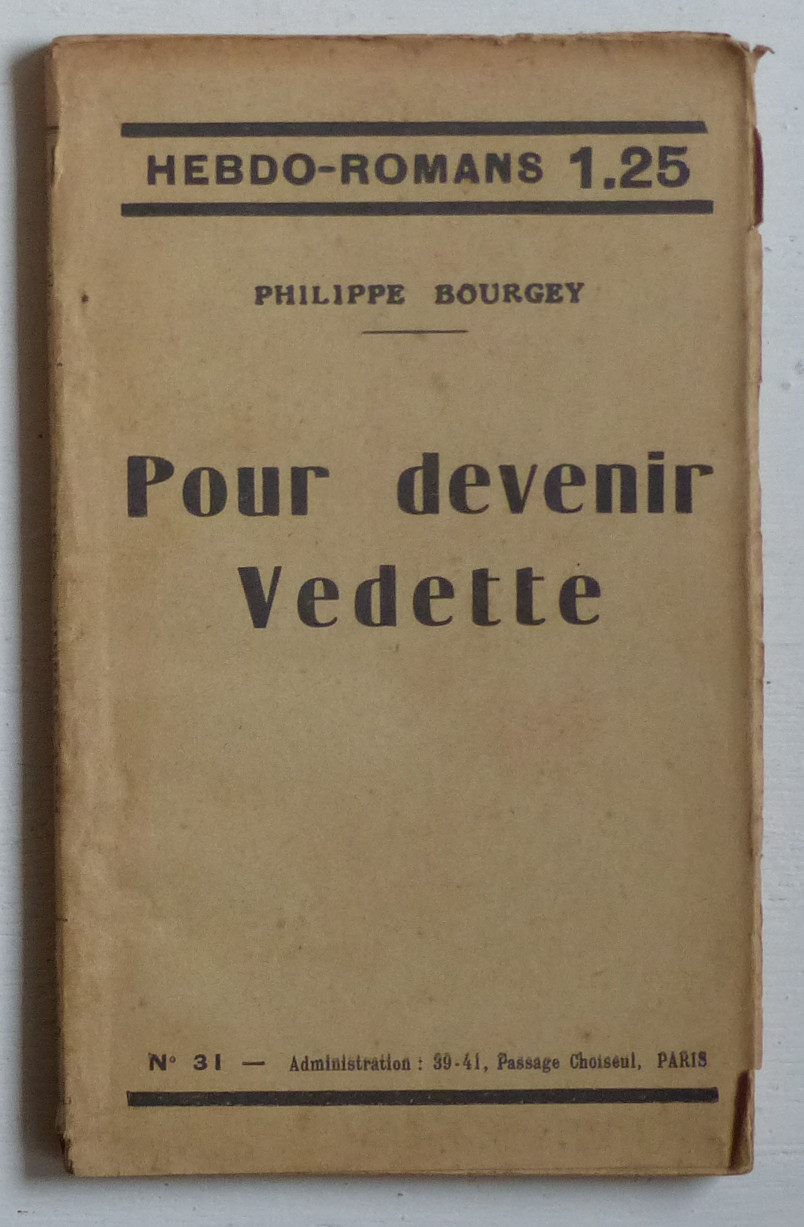 HEBDO-ROMANS 1.25
PHILIPPE BOURGEY
Pour devenir
Vedette
N° 31 — Administration : 39-41, Passage Choiseul, PARIS